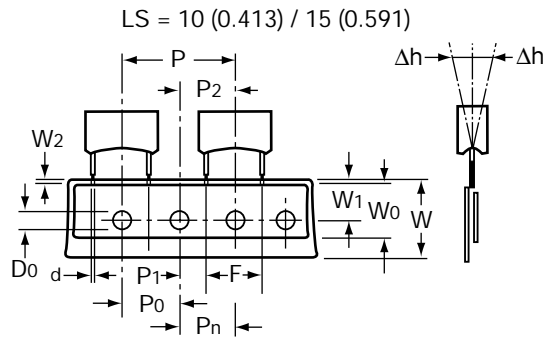 LS = 10 (0.413) / 15 (0.591)
P
Δh Δh
P2
W2
W1
W0
W
D0
d
P1
F
P0
Pn